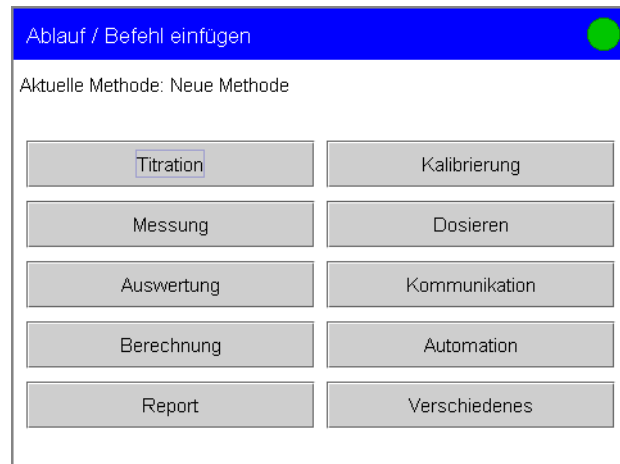 Ablauf / Befehl einfügen
Aktuelle Methode: Neue Methode
Titration
Kalibrierung
Messung
Dosieren
Auswertung
Kommunikation
Berechnung
Automation
Report
Verschiedenes